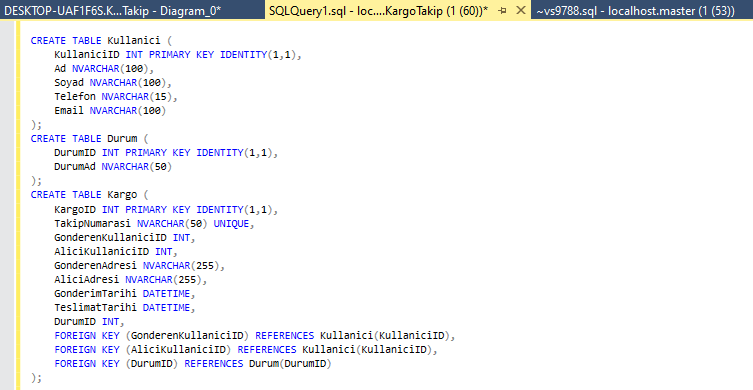 DESKTOP-UAF1F6S.K...Takip - Diagram_0* SQLQuery1.sql - loc....KargoTakip (1 (60))* ~vs9788.sql - localhost.master (1 (53))
CREATE TABLE Kullanici (
KullaniciID INT PRIMARY KEY IDENTITY(1,1),
Ad NVARCHAR(100),
Soyad NVARCHAR(100),
Telefon NVARCHAR(15),
Email NVARCHAR(100)
);
CREATE TABLE Durum (
DurumID INT PRIMARY KEY IDENTITY(1,1),
DurumAd NVARCHAR(50)
);
CREATE TABLE Kargo (
KargoID INT PRIMARY KEY IDENTITY(1,1),
TakipNumarasi NVARCHAR(50) UNIQUE,
GonderenKullaniciID INT,
AliciKullaniciID INT,
GonderenAdresi NVARCHAR(255),
AliciAdresi NVARCHAR(255),
GonderimTarihi DATETIME,
TeslimatTarihi DATETIME,
DurumID INT,
FOREIGN KEY (GonderenKullaniciID) REFERENCES Kullanici(KullaniciID),
FOREIGN KEY (AliciKullaniciID) REFERENCES Kullanici(KullaniciID),
FOREIGN KEY (DurumID) REFERENCES Durum(DurumID)
);